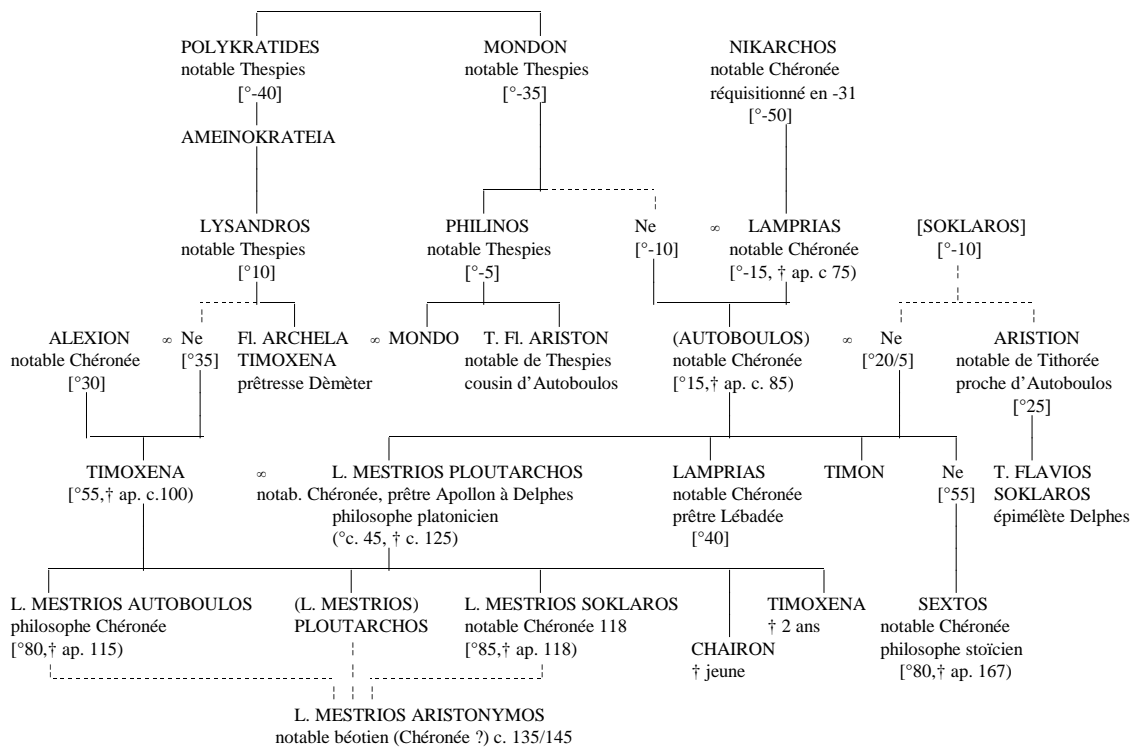 POLYKRATIDES
notable Thespies
[°-40]
MONDON
notable Thespies
[°-35]
NIKARCHOS
notable Chéronée
réquisitionné en -31
[°-50]
AMEINOKRATEIA
LYSANDROS
notable Thespies
[°10]
PHILINOS
notable Thespies
[°-5]
Ne
[°-10]
∞
LAMPRIAS
notable Chéronée
[°-15, † ap. c 75)
[SOKLAROS]
[°-10]
ALEXION
notable Chéronée
[°30]
∞ Ne
[°35]
Fl. ARCHELA
TIMOXENA
prêtresse Dèmèter
∞ MONDO
T. Fl. ARISTON
notable de Thespies
cousin d'Autoboulos
(AUTOBOULOS)
notable Chéronée
[°15,† ap. c. 85)
∞
Ne
[°20/5]
ARISTION
notable de Tithorée
proche d'Autoboulos
[°25]
TIMOXENA
[°55,† ap. c.100)
∞
L. MESTRIOS PLOUTARCHOS
notab. Chéronée, prêtre Apollon à Delphes
philosophe platonicien
(°c. 45, † c. 125)
LAMPRIAS
notable Chéronée
prêtre Lébadée
[°40]
TIMON
Ne
[°55]
T. FLAVIOS
SOKLAROS
épimélète Delphes
L. MESTRIOS AUTOBOULOS
philosophe Chéronée
[°80,† ap. 115)
(L. MESTRIOS)
PLOUTARCHOS
L. MESTRIOS SOKLAROS
notable Chéronée 118
[°85,† ap. 118)
CHAIRON
† jeune
TIMOXENA
† 2 ans
SEXTOS
notable Chéronée
philosophe stoïcien
[°80,† ap. 167)
L. MESTRIOS ARISTONYMOS
notable béotien (Chéronée ?) c. 135/145